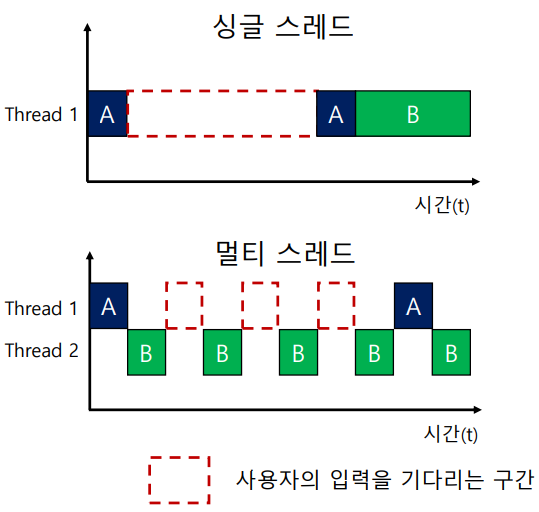 싱글 스레드
Thread 1 A A B
시간(t)
멀티 스레드
Thread 1 A A
Thread 2 B B B B B
시간(t)
사용자의 입력을 기다리는 구간